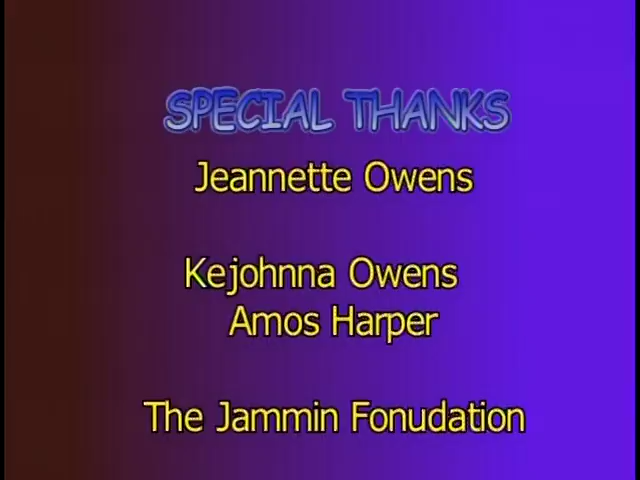 SPECIAL THANKS
Jeannette Owens
Kejohnna Owens
Amos Harper
The Jammin Fonudation